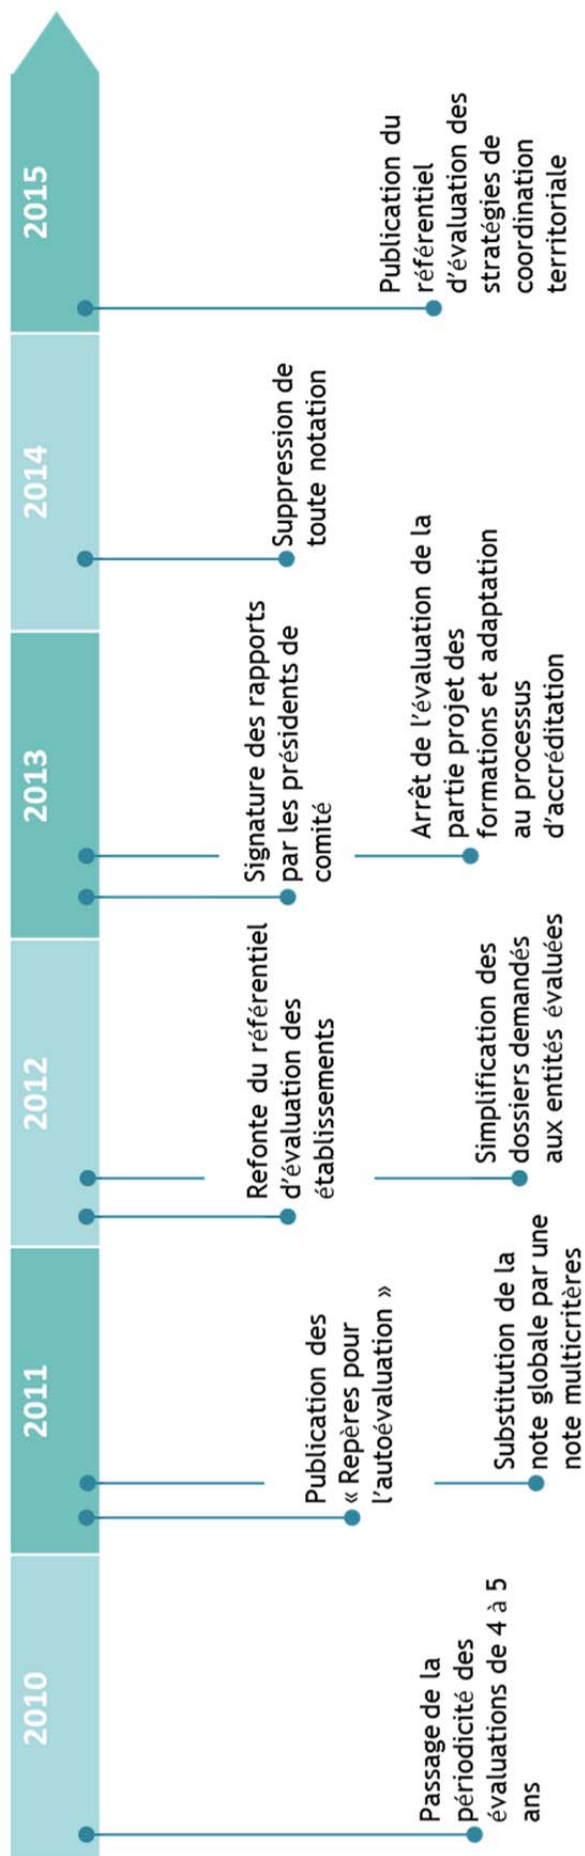 2010
2011
2012
2013
2014
2015
Passage de la
périodicité des
évaluations de 4 à 5
ans
Publication des
« Repères pour
l'autoévaluation »
Substitution de la
note globale par une
note multicritères
Refonte du référentiel
d'évaluation des
établissements
Simplification des
dossiers demandés
aux entités évaluées
Signature des rapports
par les présidents de
comité
Arrêt de l'évaluation de la
partie projet des
formations et adaptation
au processus
d'accréditation
Suppression de
toute notation
Publication du
référentiel
d'évaluation des
stratégies de
coordination
territoriale